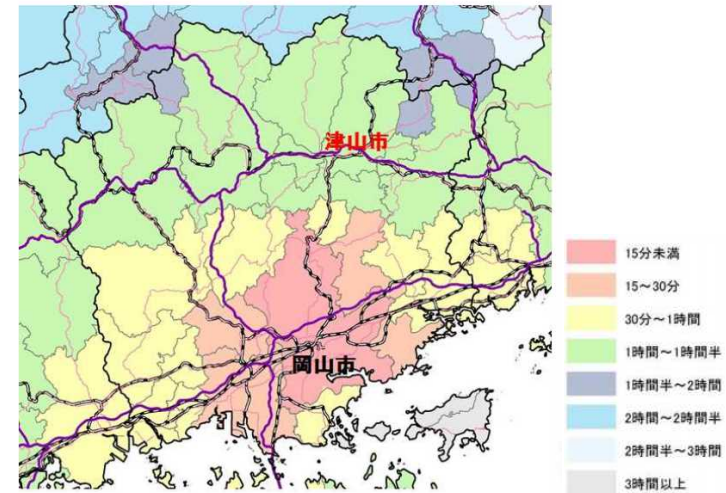 津山市
岡山市
15分未満
15～30分
30分～1時間
1時間～1時間半
1時間半～2時間
2時間～2時間半
2時間半～3時間
3時間以上